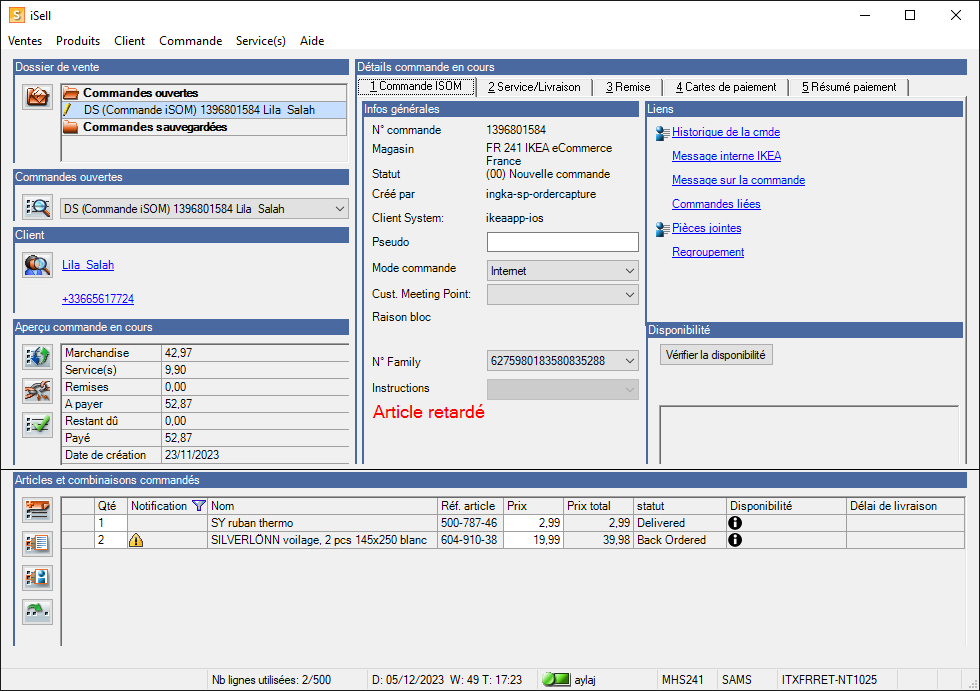 iSell
Ventes Produits Client Commande Service(s) Aide
Dossier de vente
Commandes ouvertes
DS (Commande iSOM) 1396801584 Lila Salah
Commandes sauvegardées
Commandes ouvertes
DS (Commande iSOM) 1396801584 Lila Salah
Client
Lila Salah
+33665617724
Aperçu commande en cours
Marchandise 42,97
Service(s) 9,90
Remises 0,00
A payer 52,87
Restant dû 0,00
Payé 52,87
Date de création 23/11/2023
Détails commande en cours
1 Commande ISOM 2 Service/Livraison 3 Remise 4 Cartes de paiement 5 Résumé paiement
Infos générales
N° commande 1396801584
Magasin FR 241 IKEA eCommerce
France
Statut (00) Nouvelle commande
Créé par ingka-sp-ordercapture
Client System: ikeaapp-ios
Pseudo
Mode commande Internet
Cust. Meeting Point:
Raison bloc
N° Family 6275980183580835288
Instructions
Article retardé
Liens
Historique de la cmde
Message interne IKEA
Message sur la commande
Commandes liées
Pièces jointes
Regroupement
Disponibilité
Vérifier la disponibilité
Articles et combinaisons commandés
Qté Notification Nom Réf. article Prix Prix total statut Disponibilité Délai de livraison
1 SY ruban thermo 500-787-46 2,99 2,99 Delivered
2 SILVERLÖNN voilage, 2 pcs 145x250 blanc 604-910-38 19,99 39,98 Back Ordered
Nb lignes utilisées: 2/500 D: 05/12/2023 W: 49 T: 17:23 aylaj MHS241 SAMS ITXFRRET-NT1025